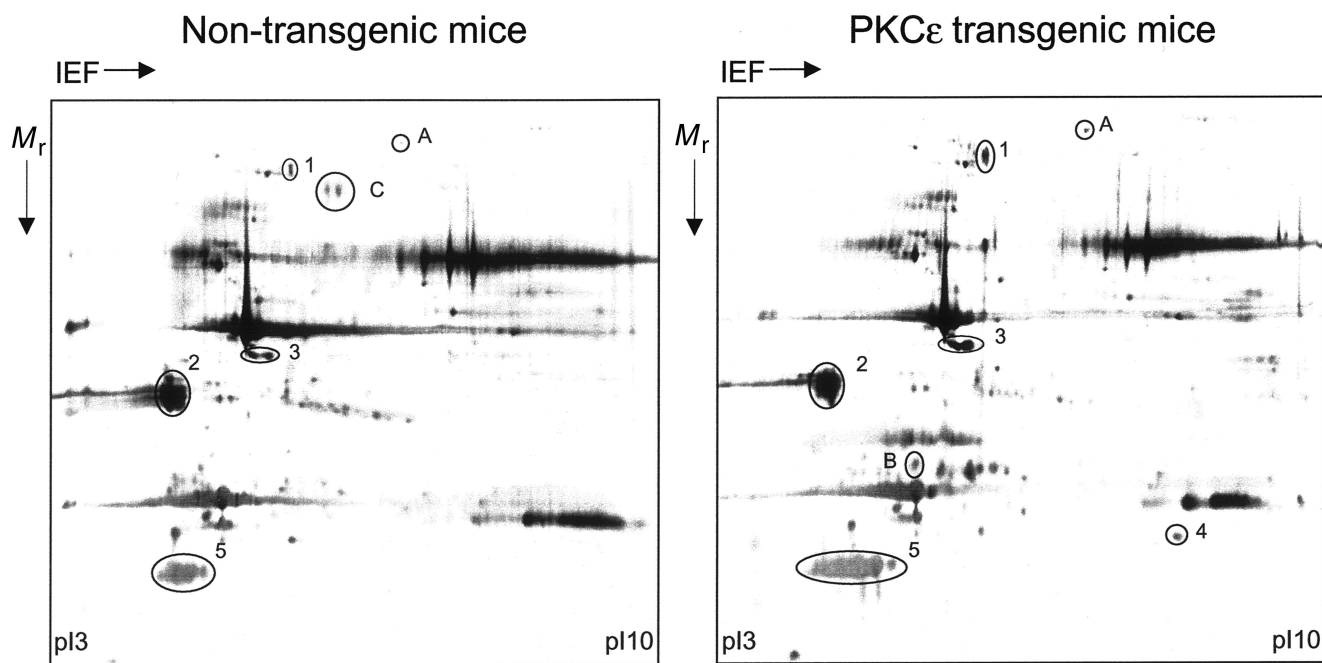 Non-transgenic mice
PKCε transgenic mice
IEF
IEF
Mr
Mr
A
1
C
3
2
5
pI3
pI10
A
1
3
2
B
4
5
pI3
pI10